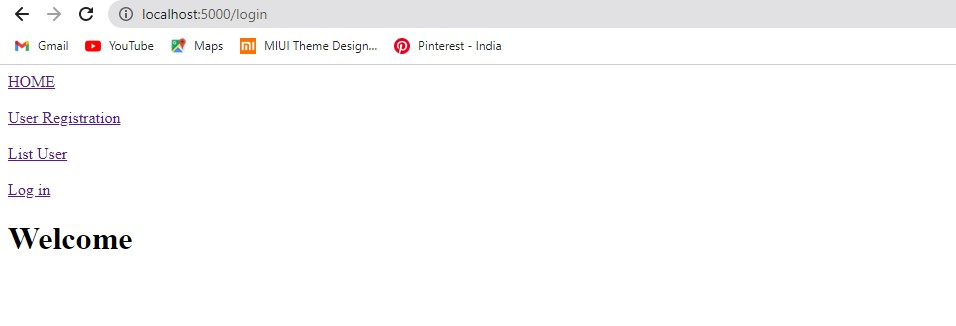 localhost:5000/login
Gmail YouTube Maps mi MIUI Theme Design... Pinterest - India
HOME
User Registration
List User
Log in
Welcome